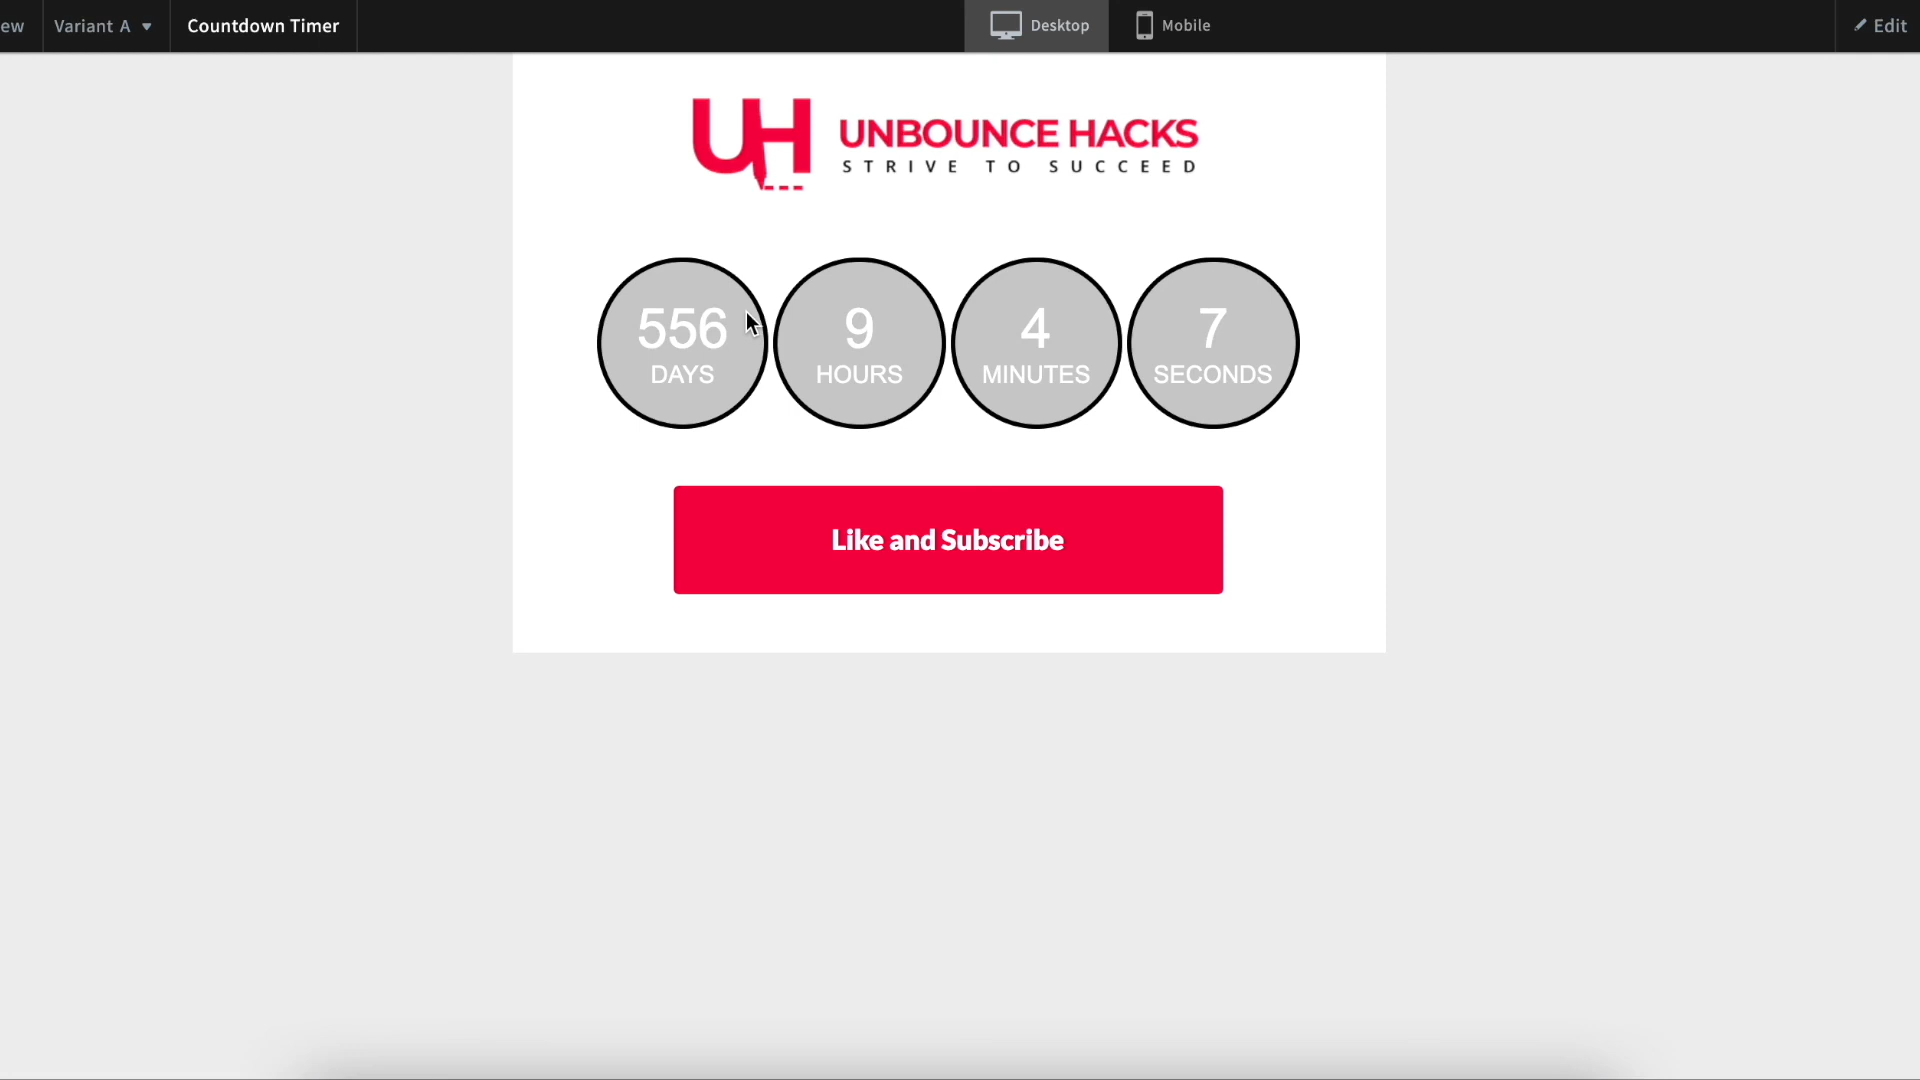 ew Variant A Countdown Timer Desktop Mobile Edit
UH UNBOUNCE HACKS
STRIVE TO SUCCEED
556 9 4 7
DAYS HOURS MINUTES SECONDS
Like and Subscribe